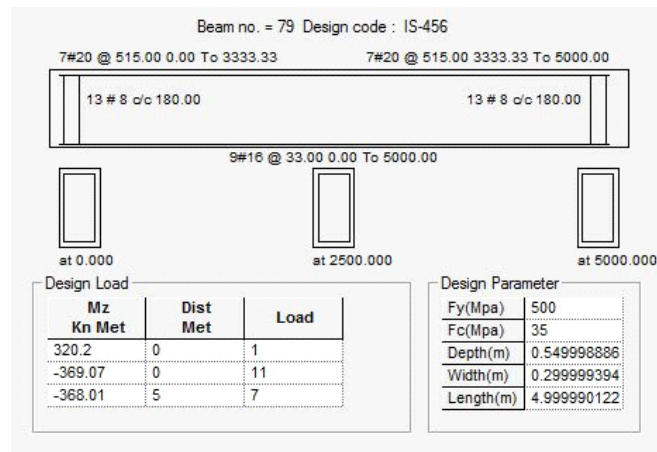 Beam no. = 79 Design code : IS-456
7#20 @ 515.00 0.00 To 3333.33 7#20 @ 515.00 3333.33 To 5000.00
13 # 8 c/c 180.00 13 # 8 c/c 180.00
9#16 @ 33.00 0.00 To 5000.00
at 0.000 at 2500.000 at 5000.000
Design Load
Mz Kn Met Dist Met Load
320.2 0 1
-369.07 0 11
-368.01 5 7
Design Parameter
Fy(Mpa) 500
Fc(Mpa) 35
Depth(m) 0.549998886
Width(m) 0.299999394
Length(m) 4.999990122